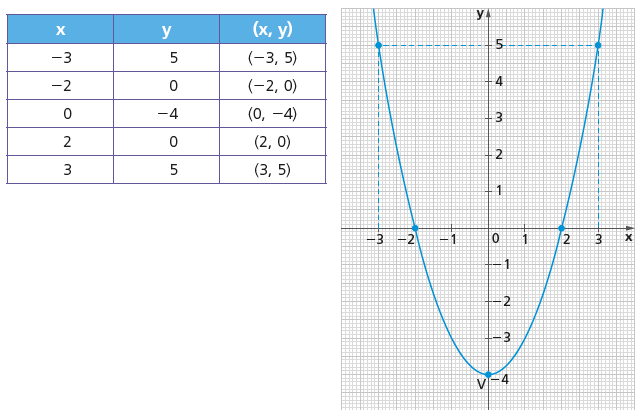 x y (x, y)
−3 5 (−3, 5)
−2 0 (−2, 0)
0 −4 (0, −4)
2 0 (2, 0)
3 5 (3, 5)
y
5
4
3
2
1
−3 −2 −1 0 1 2 3 x
−1
−2
−3
−4
V